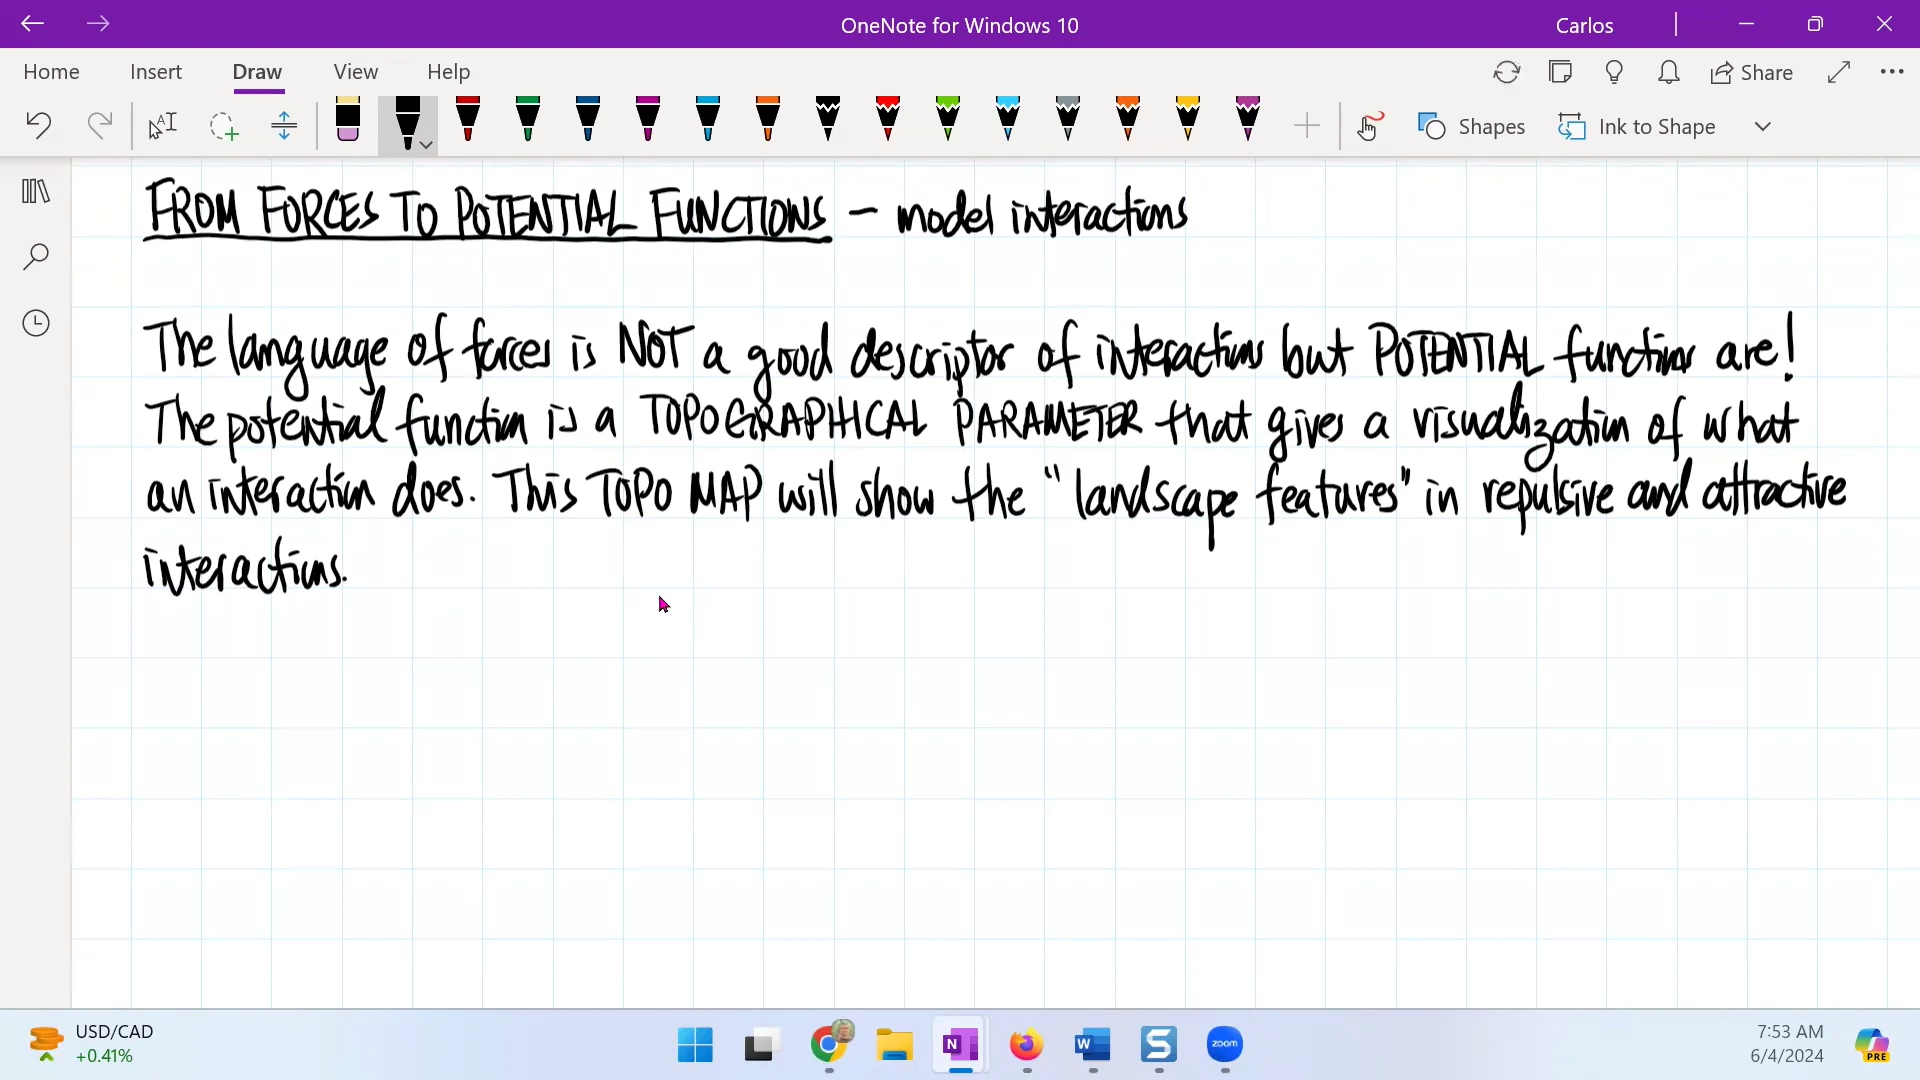 OneNote for Windows 10
Carlos
Home Insert Draw View Help
Share
Shapes Ink to Shape
FROM FORCES TO POTENTIAL FUNCTIONS - model interactions
The language of forces is NOT a good descriptor of interactions but POTENTIAL functions are!
The potential function is a TOPOGRAPHICAL PARAMETER that gives a visualization of what
an interaction does. This TOPO MAP will show the "landscape features" in repulsive and attractive
interactions.
USD/CAD
+0.41%
zoom
7:53 AM
6/4/2024
PRE